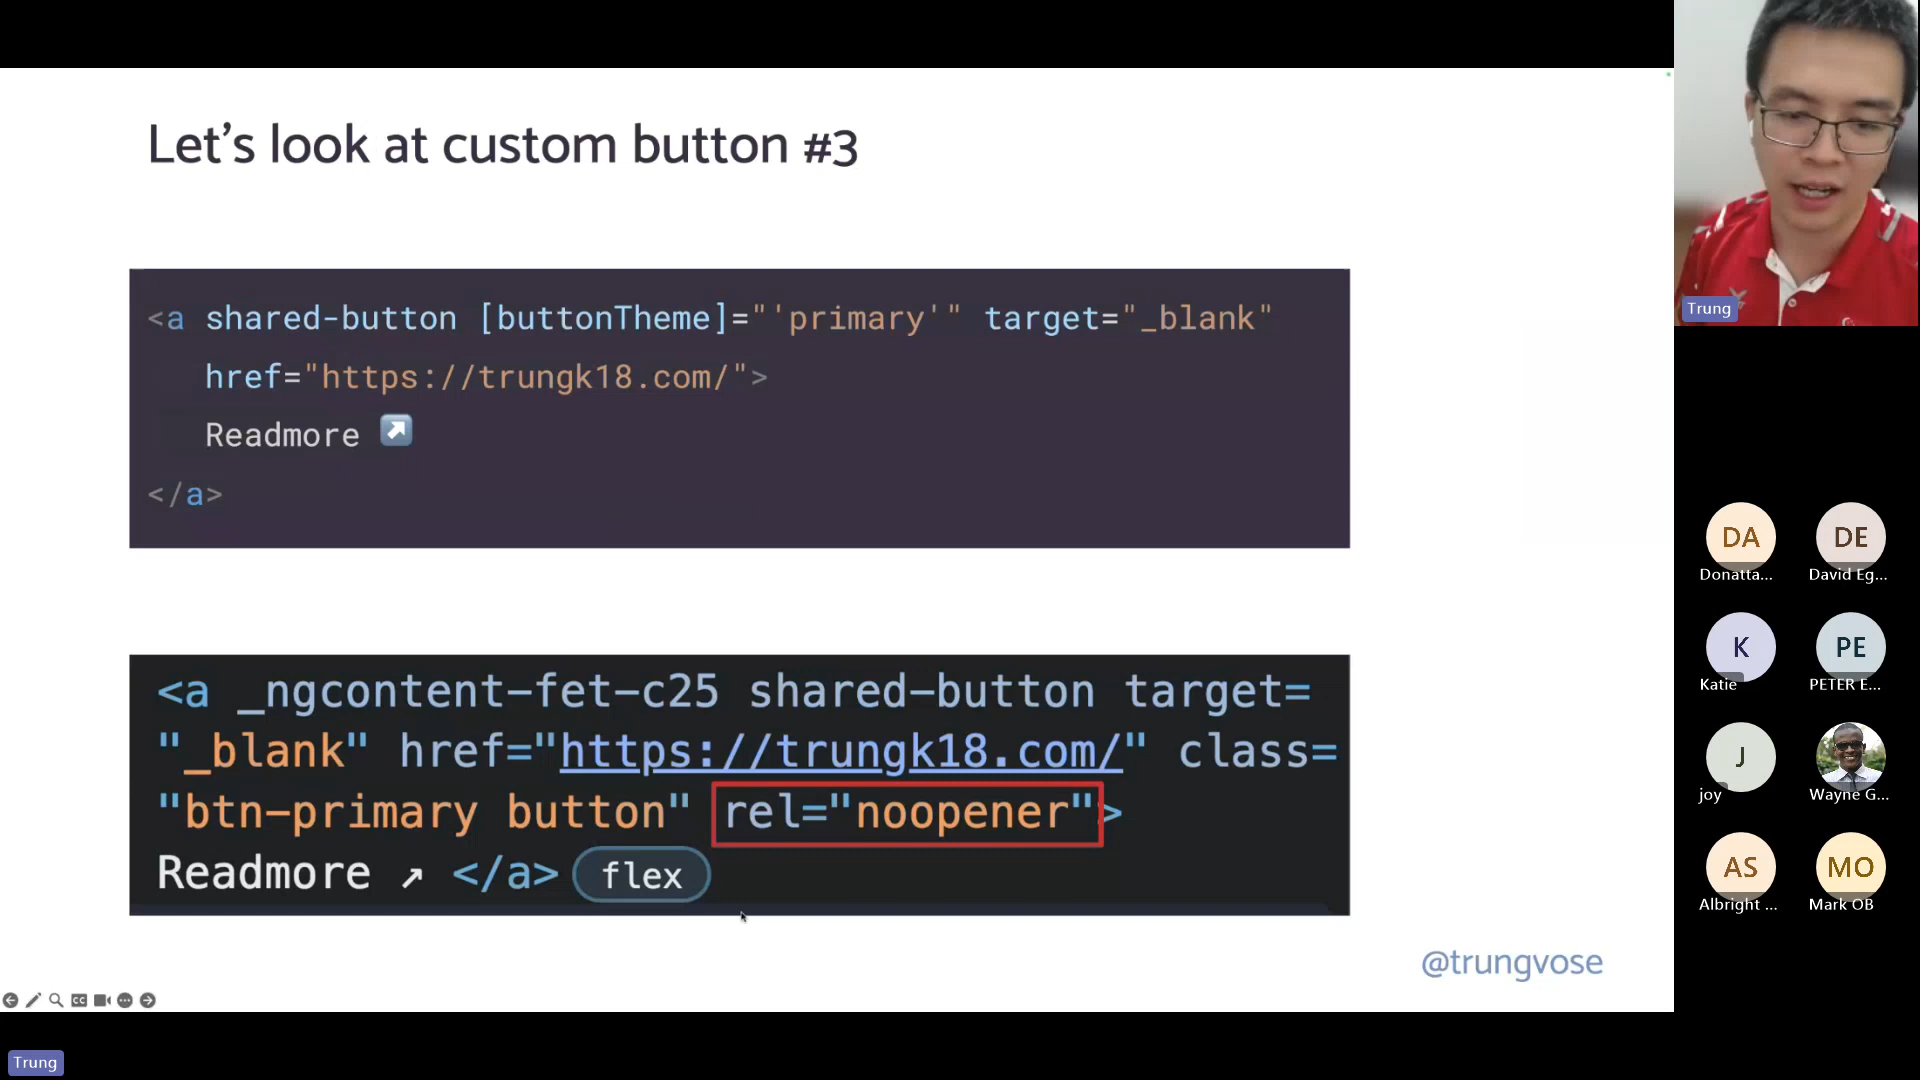 Let's look at custom button #3
<a shared-button [buttonTheme]="'primary'" target="_blank"
href="https://trungk18.com/">
Readmore ↗
</a>
<a _ngcontent-fet-c25 shared-button target=
"_blank" href="https://trungk18.com/" class=
"btn-primary button" rel="noopener">
Readmore ↗ </a> flex
@trungvose
CC
Trung
Trung
DA
Donatta...
DE
David Eg...
K
Katie
PE
PETER E...
J
joy
Wayne G...
AS
Albright ...
MO
Mark OB